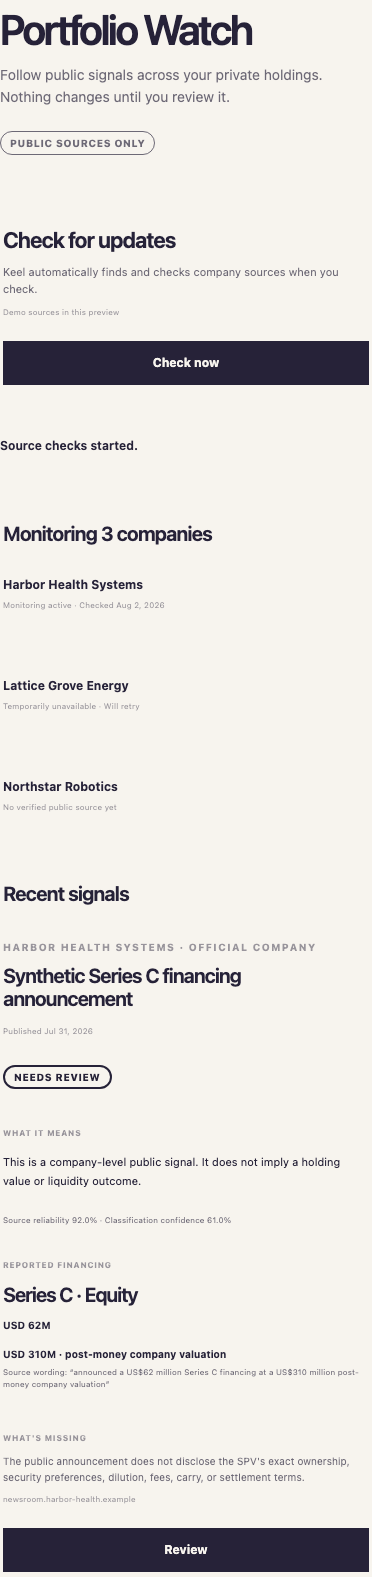 Portfolio Watch
Follow public signals across your private holdings.
Nothing changes until you review it.
PUBLIC SOURCES ONLY
Check for updates
Keel automatically finds and checks company sources when you
check.
Demo sources in this preview
Check now
Source checks started.
Monitoring 3 companies
Harbor Health Systems
Monitoring active · Checked Aug 2, 2026
Lattice Grove Energy
Temporarily unavailable · Will retry
Northstar Robotics
No verified public source yet
Recent signals
HARBOR HEALTH SYSTEMS · OFFICIAL COMPANY
Synthetic Series C financing
announcement
Published Jul 31, 2026
NEEDS REVIEW
WHAT IT MEANS
This is a company-level public signal. It does not imply a holding
value or liquidity outcome.
Source reliability 92.0% · Classification confidence 61.0%
REPORTED FINANCING
Series C · Equity
USD 62M
USD 310M · post-money company valuation
Source wording: "announced a US$62 million Series C financing at a US$310 million post-
money company valuation"
WHAT'S MISSING
The public announcement does not disclose the SPV's exact ownership,
security preferences, dilution, fees, carry, or settlement terms.
newsroom.harbor-health.example
Review